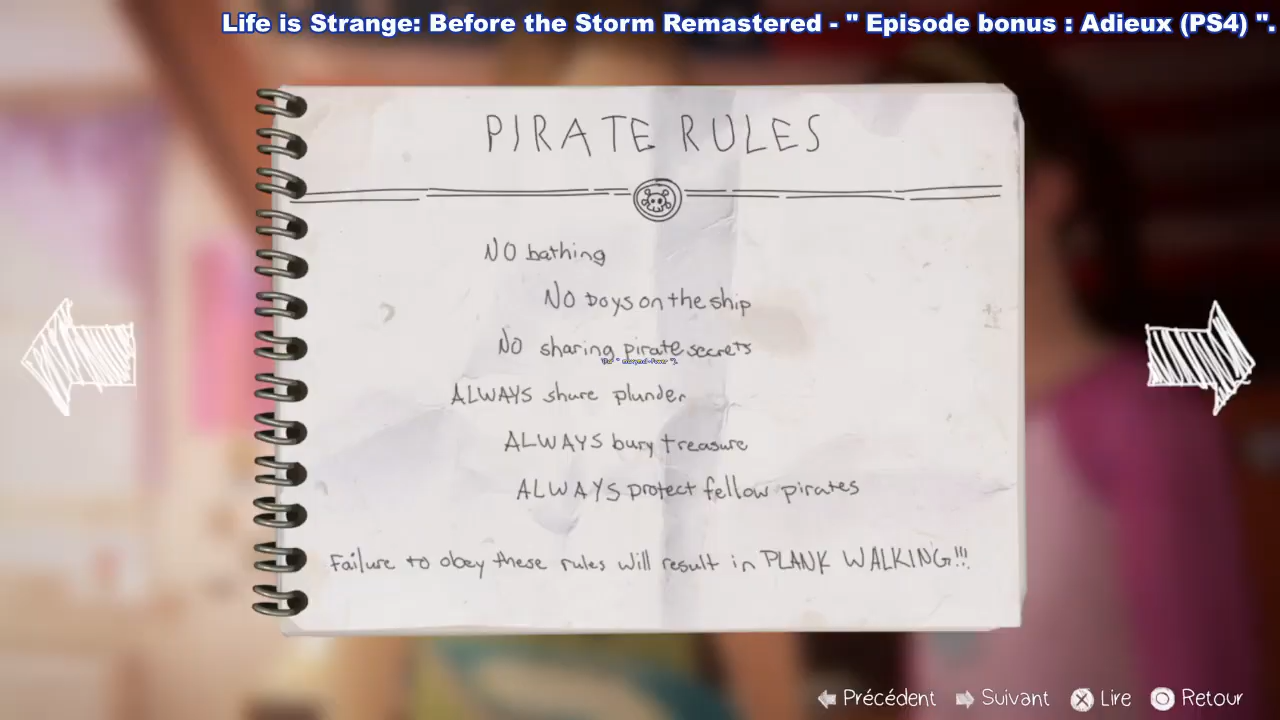 Life is Strange: Before the Storm Remastered - " Episode bonus : Adieux (PS4) ".
PIRATE RULES
NO bathing
NO boys on the ship
NO sharing pirate secrets
ALWAYS share plunder
ALWAYS bury treasure
ALWAYS protect fellow pirates
Failure to obey these rules will result in PLANK WALKING!!!
Précédent Suivant Lire Retour